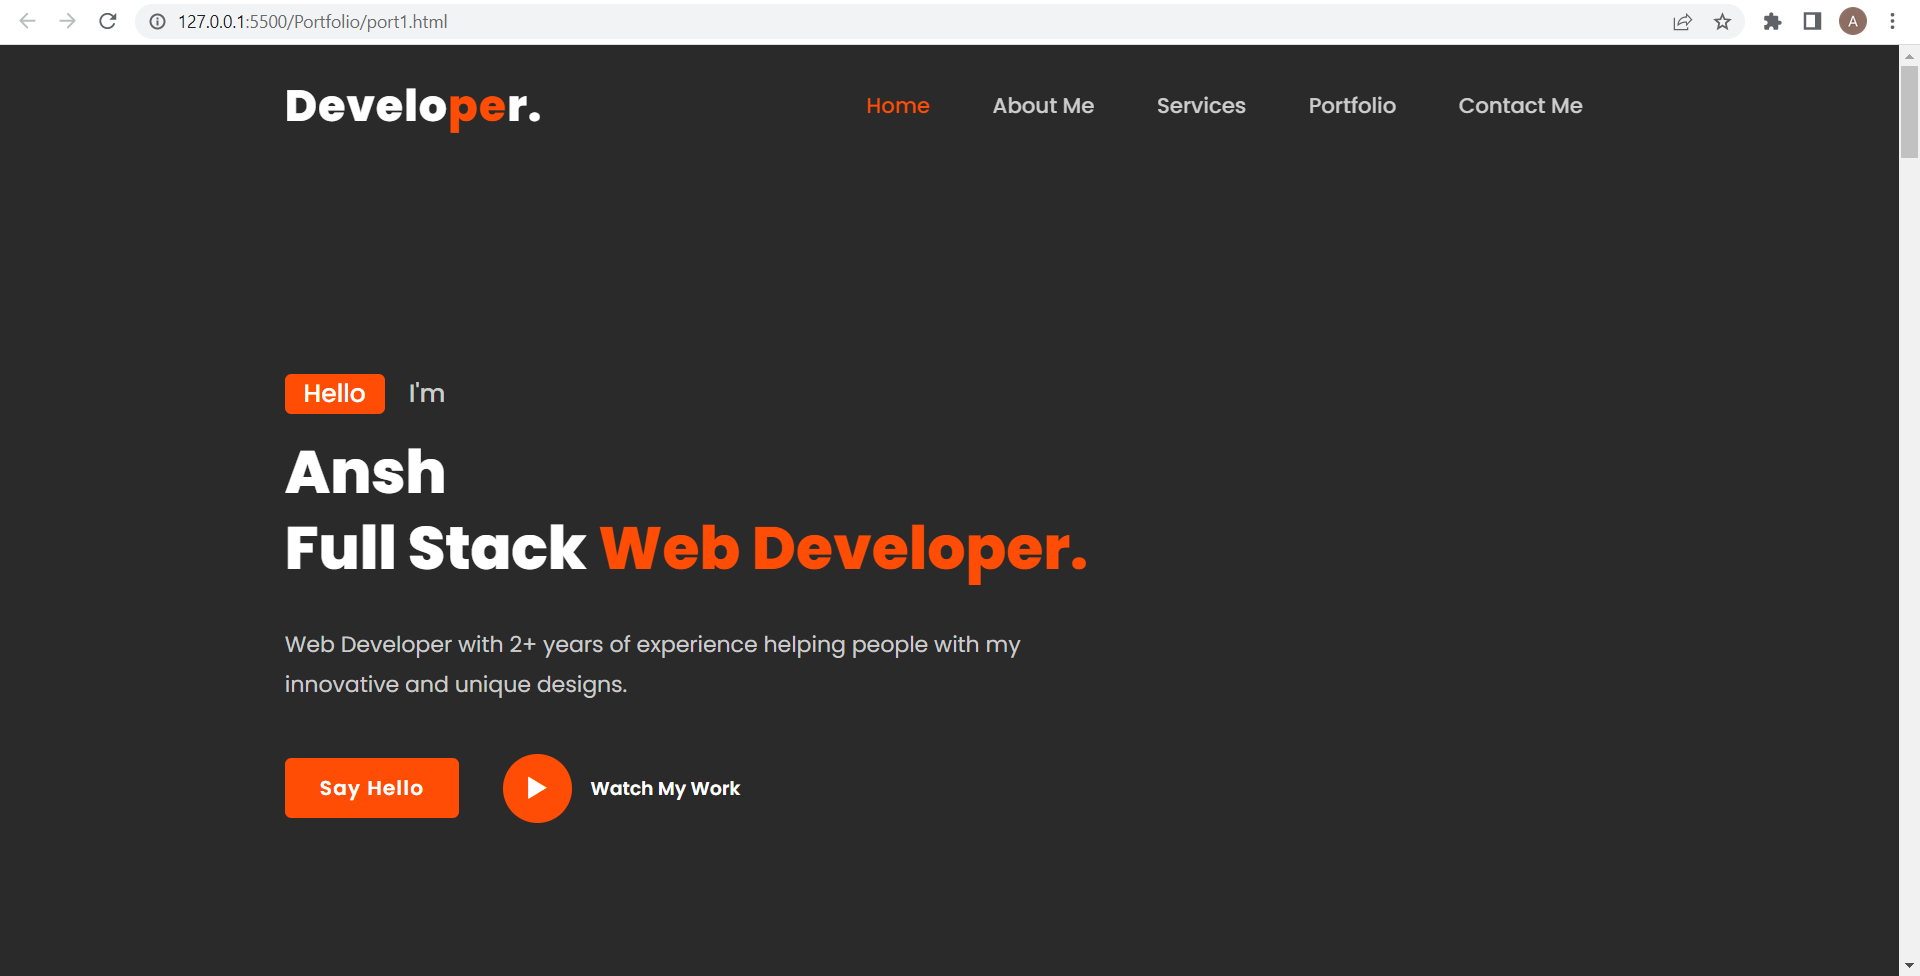 127.0.0.1:5500/Portfolio/port1.html
A
Developer.
Home About Me Services Portfolio Contact Me
Hello I'm
Ansh
Full Stack Web Developer.
Web Developer with 2+ years of experience helping people with my
innovative and unique designs.
Say Hello
Watch My Work